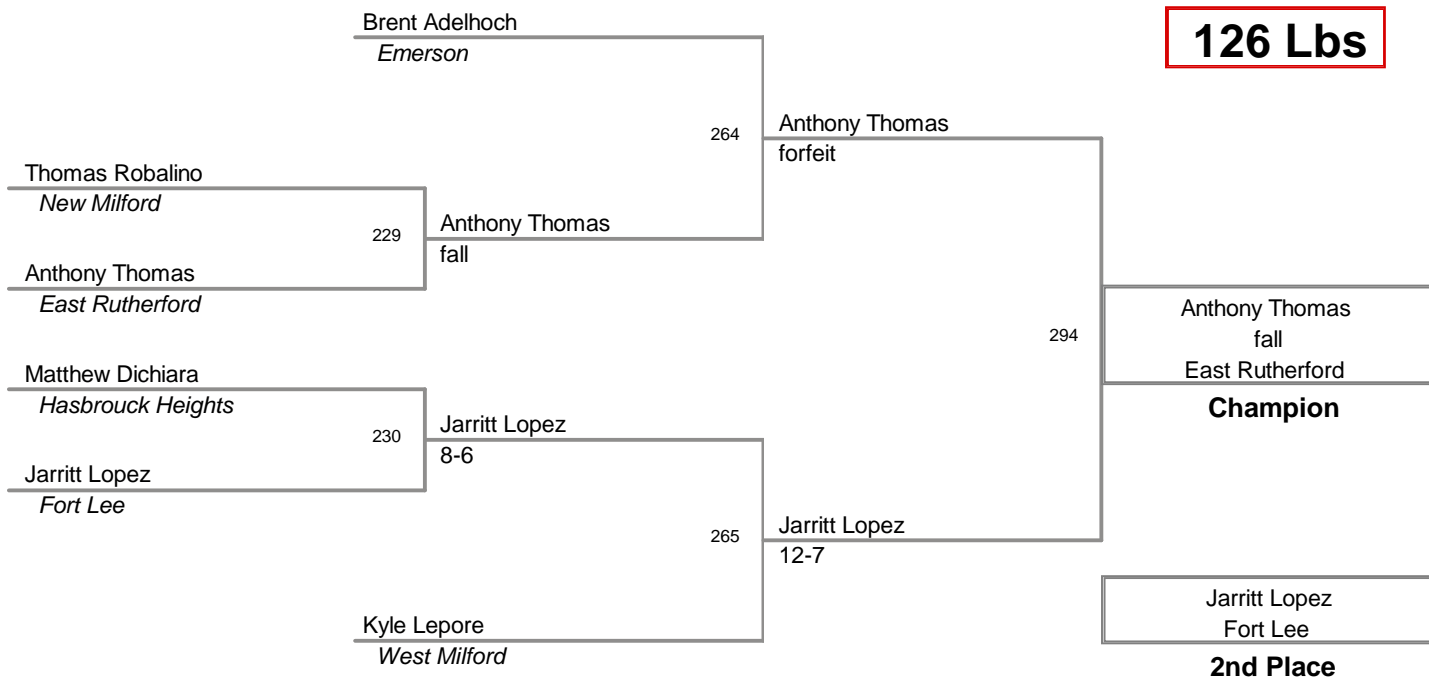 Brent Adelhoch
Emerson
126 Lbs
264
Anthony Thomas
forfeit
Thomas Robalino
New Milford
229
Anthony Thomas
fall
Anthony Thomas
East Rutherford
294
Anthony Thomas
fall
East Rutherford
Champion
Matthew Dichiara
Hasbrouck Heights
230
Jarritt Lopez
8-6
Jarritt Lopez
Fort Lee
265
Jarritt Lopez
12-7
Kyle Lepore
West Milford
Jarritt Lopez
Fort Lee
2nd Place